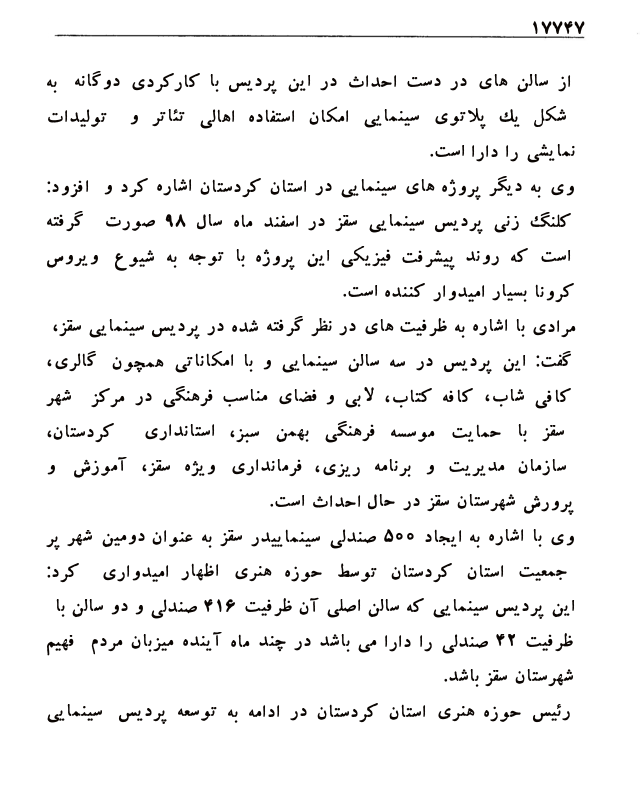 ۱۷۷۴۷
از سالن های در دست احداث در این پردیس با کارکردی دوگانه به
شکل یك پلاتوی سینمایی امکان استفاده اهالی تئاتر و تولیدات
نمایشی را دارا است.
وی به دیگر پروژه های سینمایی در استان کردستان اشاره کرد و افزود:
کلنگ زنی پردیس سینمایی سقز در اسفند ماه سال ۹۸ صورت گرفته
است که روند پیشرفت فیزیکی این پروژه با توجه به شیوع ویروس
کرونا بسیار امیدوار کننده است.
مرادی با اشاره به ظرفیت های در نظر گرفته شده در پردیس سینمایی سقز،
گفت: این پردیس در سه سالن سینمایی و با امکاناتی همچون گالری،
کافی شاب، کافه کتاب، لابی و فضای مناسب فرهنگی در مرکز شهر
سقز با حمایت موسسه فرهنگی بهمن سبز، استانداری کردستان،
سازمان مدیریت و برنامه ریزی، فرمانداری ویژه سقز، آموزش و
پرورش شهرستان سقز در حال احداث است.
وی با اشاره به ایجاد ۵۰۰ صندلی سینماییدر سقز به عنوان دومین شهر پر
جمعیت استان کردستان توسط حوزه هنری اظهار امیدواری کرد:
این پردیس سینمایی که سالن اصلی آن ظرفیت ۴۱۶ صندلی و دو سالن با
ظرفیت ۴۲ صندلی را دارا می باشد در چند ماه آینده میزبان مردم فهیم
شهرستان سقز باشد.
رئیس حوزه هنری استان کردستان در ادامه به توسعه پردیس سینمایی